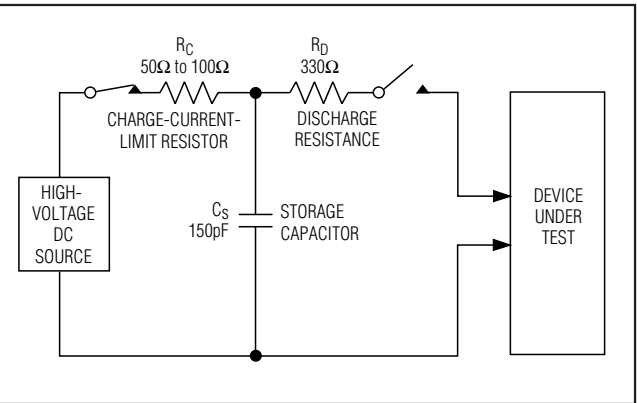 R_C
50Ω to 100Ω
CHARGE-CURRENT-
LIMIT RESISTOR
R_D
330Ω
DISCHARGE
RESISTANCE
HIGH-
VOLTAGE
DC
SOURCE
C_S
150pF
STORAGE
CAPACITOR
DEVICE
UNDER
TEST